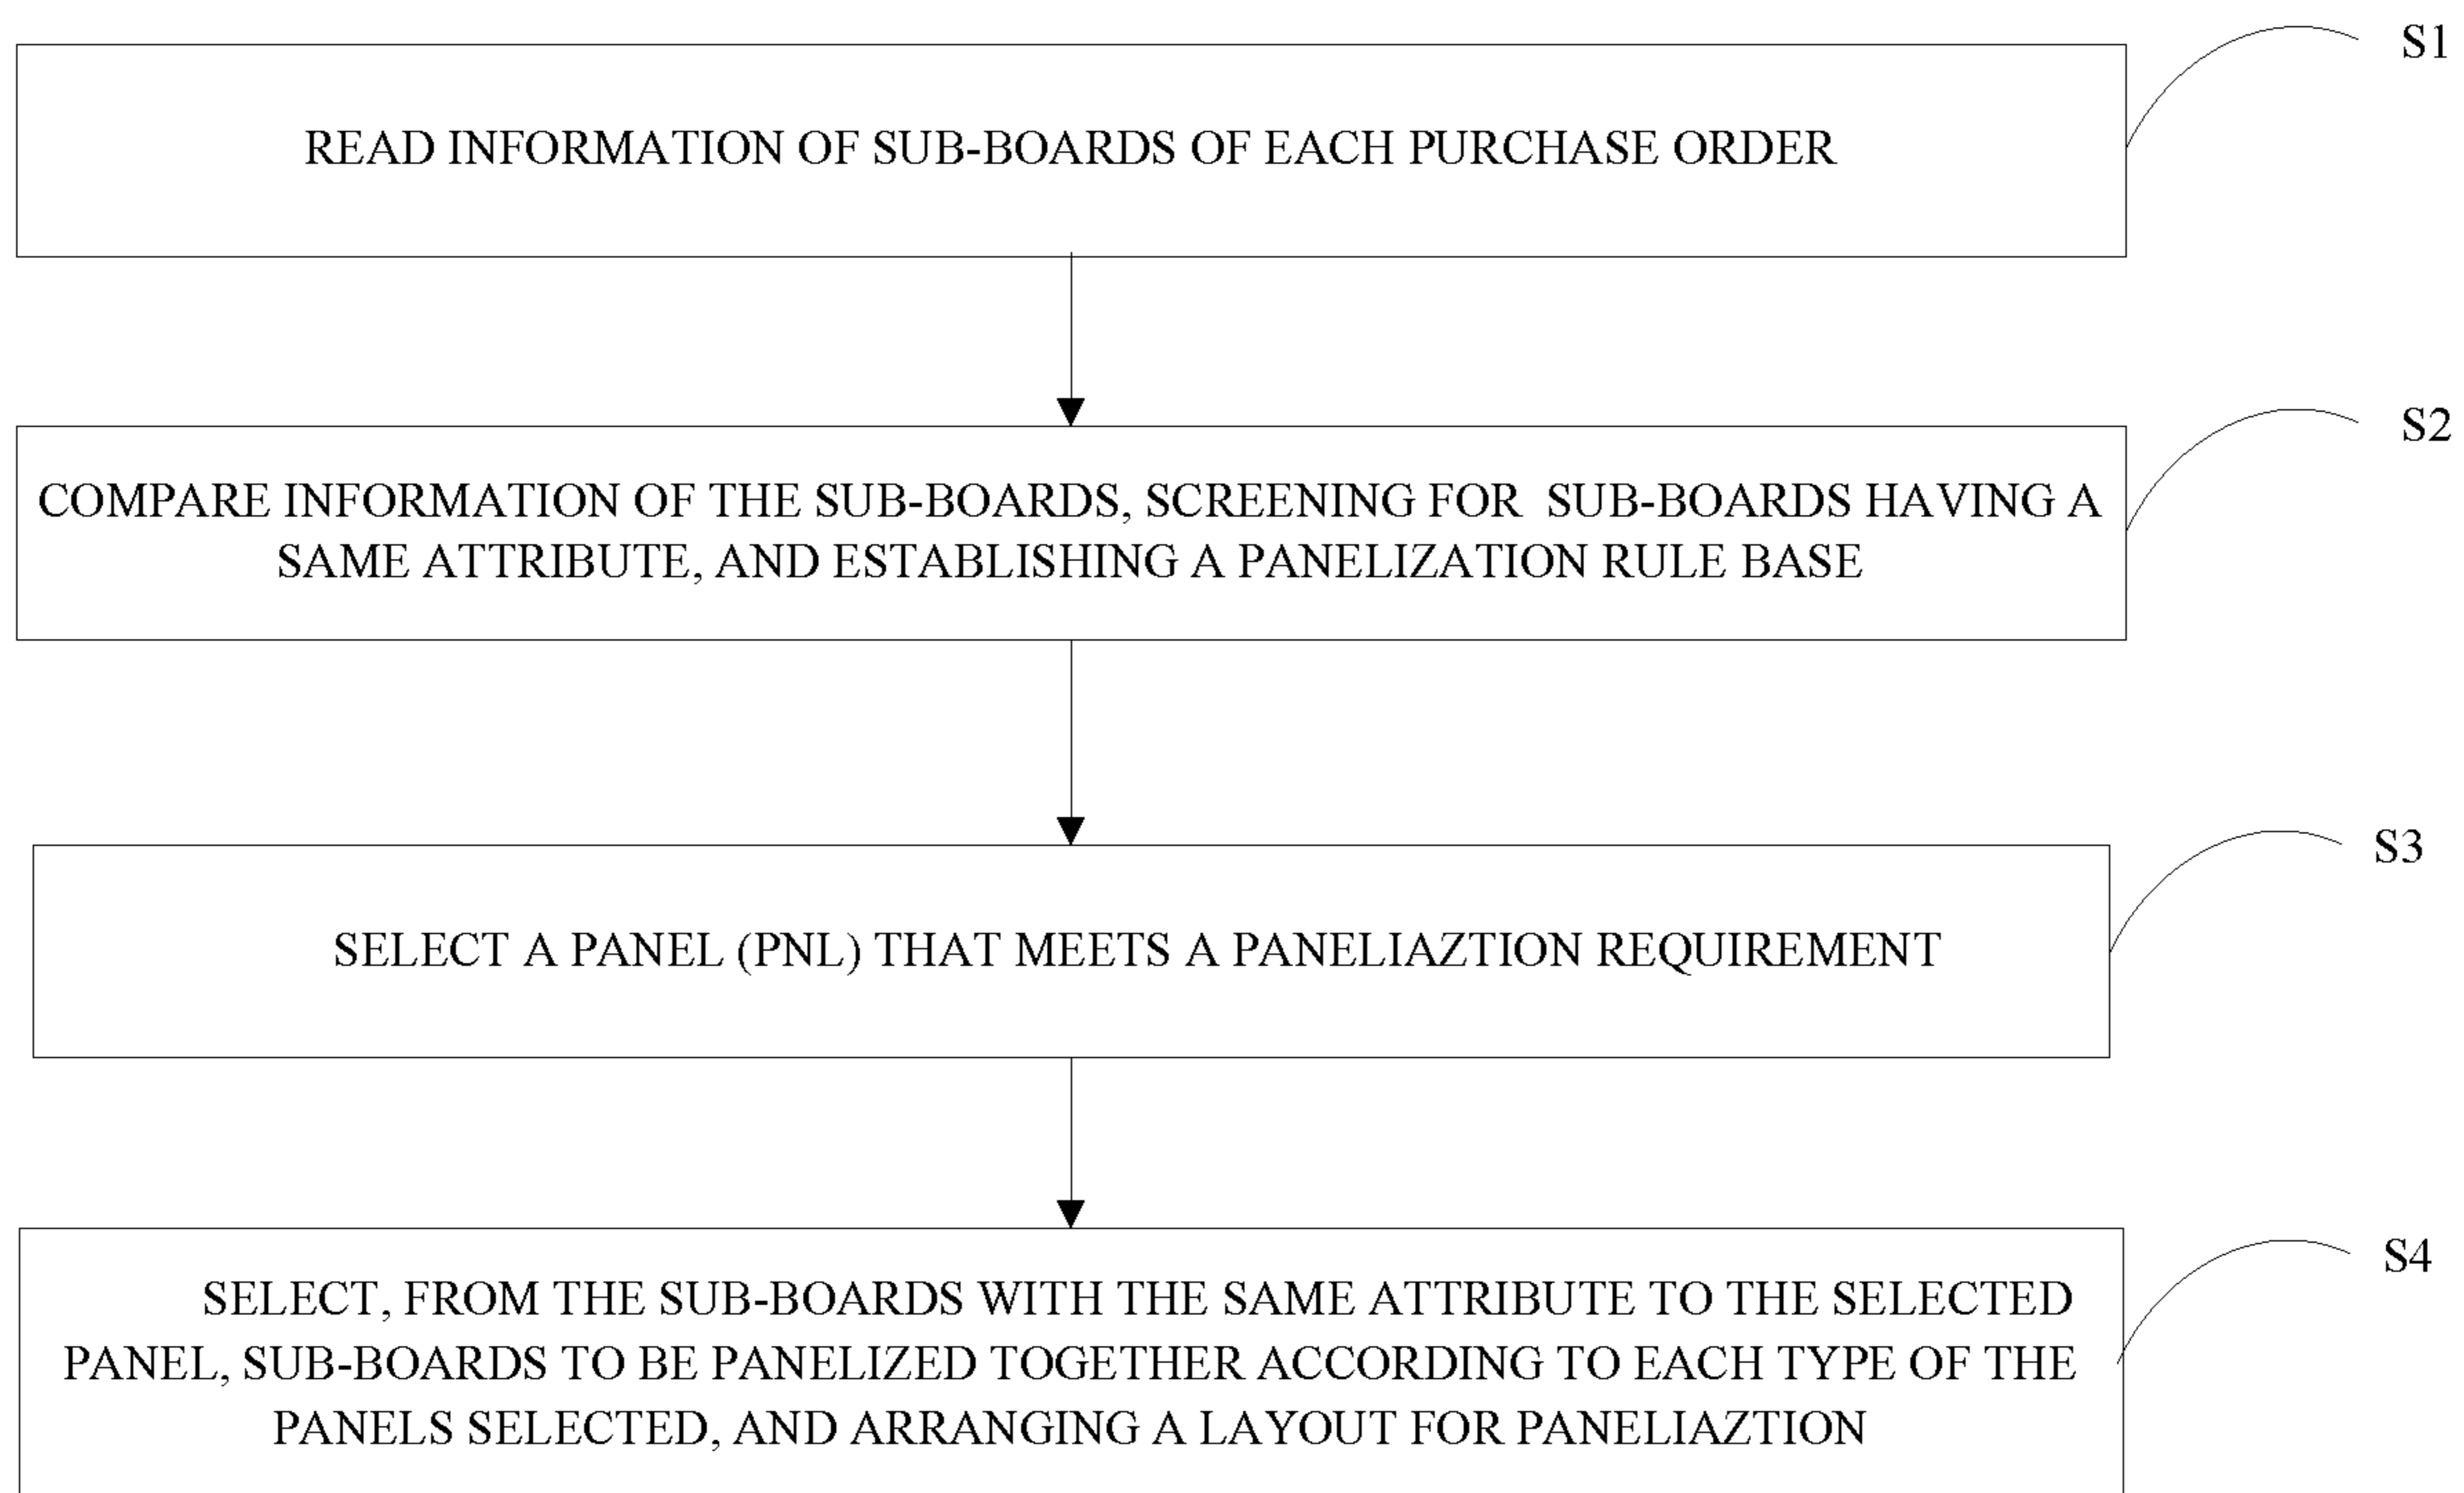 S1
READ INFORMATION OF SUB-BOARDS OF EACH PURCHASE ORDER
S2
COMPARE INFORMATION OF THE SUB-BOARDS, SCREENING FOR SUB-BOARDS HAVING A
SAME ATTRIBUTE, AND ESTABLISHING A PANELIZATION RULE BASE
S3
SELECT A PANEL (PNL) THAT MEETS A PANELIAZTION REQUIREMENT
S4
SELECT, FROM THE SUB-BOARDS WITH THE SAME ATTRIBUTE TO THE SELECTED
PANEL, SUB-BOARDS TO BE PANELIZED TOGETHER ACCORDING TO EACH TYPE OF THE
PANELS SELECTED, AND ARRANGING A LAYOUT FOR PANELIAZTION